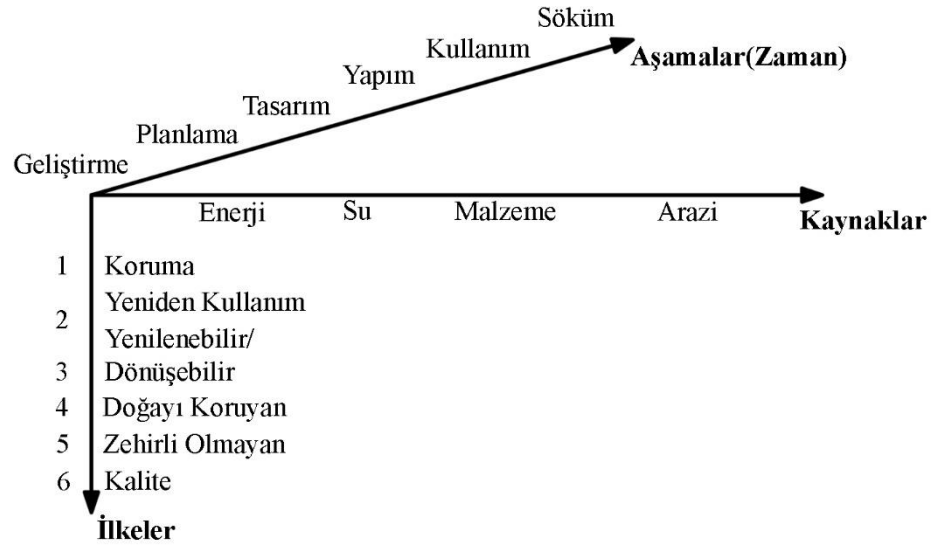 Söküm
Kullanım
Aşamalar(Zaman)
Yapım
Tasarım
Planlama
Geliştirme
Enerji
Su
Malzeme
Arazi
Kaynaklar
1 Koruma
2 Yeniden Kullanım
Yenilenebilir/
3 Dönüşebilir
4 Doğayı Koruyan
5 Zehirli Olmayan
6 Kalite
İlkeler